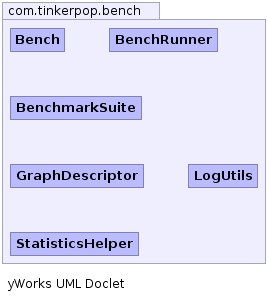 com.tinkerpop.bench
Bench
BenchRunner
BenchmarkSuite
GraphDescriptor
LogUtils
StatisticsHelper
yWorks UML Doclet